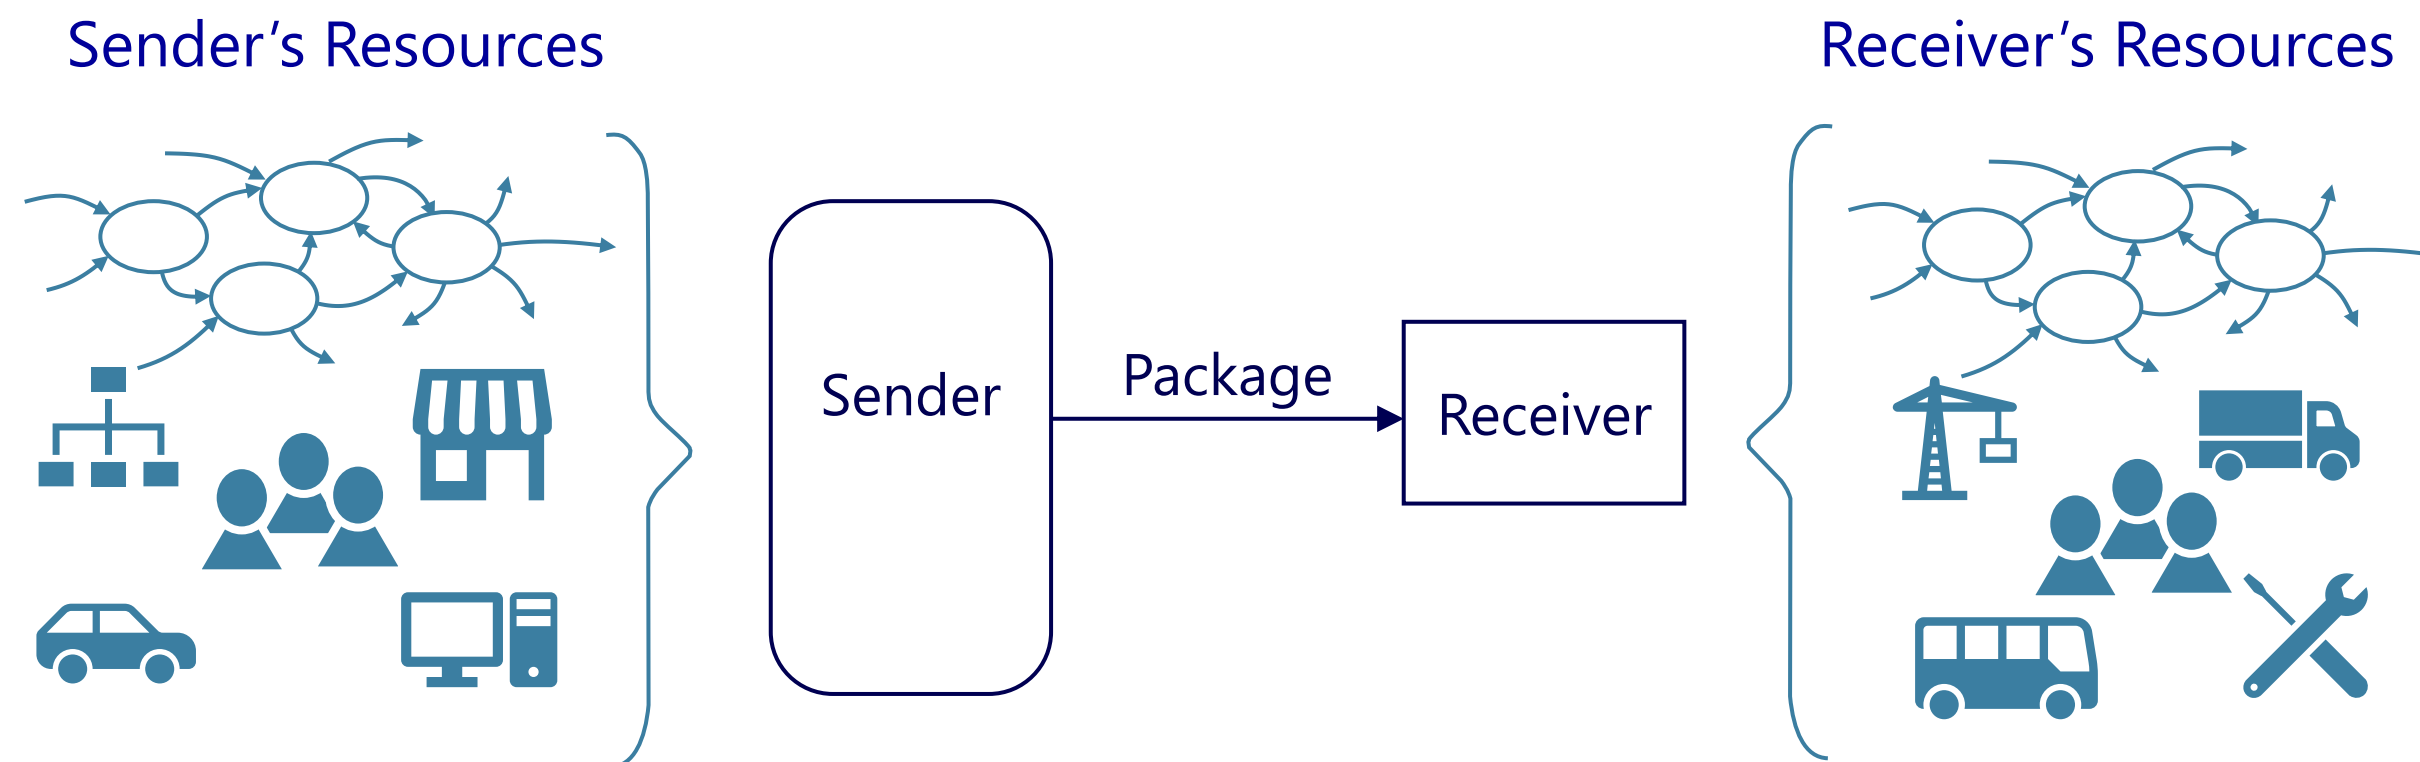 Sender’s Resources
Receiver’s Resources
Sender
Package
Receiver